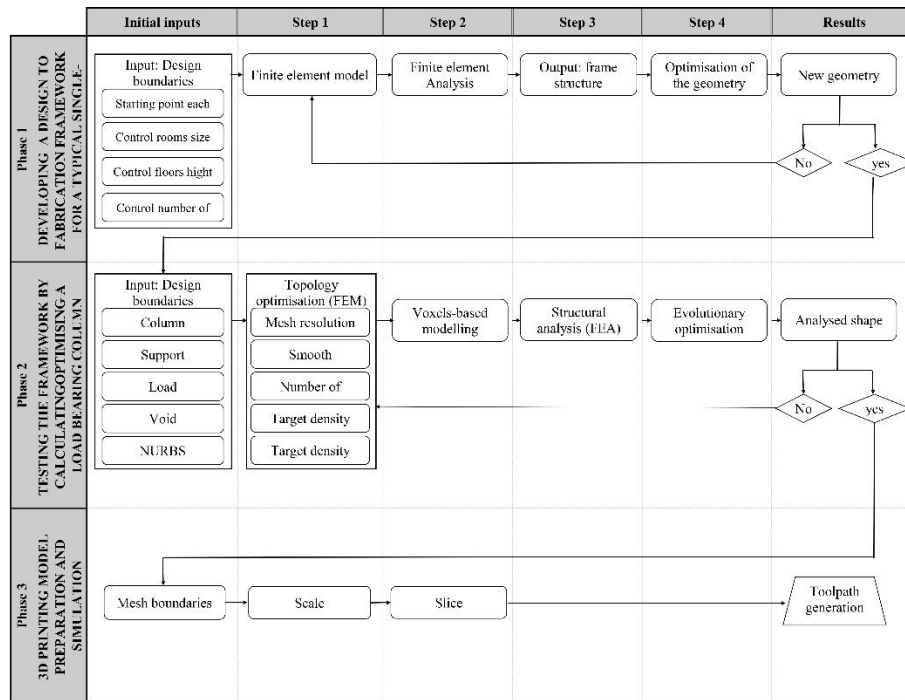 Initial inputs
Step 1
Step 2
Step 3
Step 4
Results
Phase 1
DEVELOPING A DESIGN TO
FABRICATION FRAMEWORK
FOR A TYPICAL SINGLE-
Input: Design
boundaries
Starting point each
Control rooms size
Control floors hight
Control number of
Finite element model
Finite element
Analysis
Output: frame
structure
Optimisation of
the geometry
New geometry
No
yes
Phase 2
TESTING THE FRAMEWORK BY
CALCULATINGOPTIMISING A
LOAD BEARING COLUMN
Input: Design
boundaries
Column
Support
Load
Void
NURBS
Topology
optimisation (FEM)
Mesh resolution
Smooth
Number of
Target density
Target density
Voxels-based
modelling
Structural
analysis (FEA)
Evolutionary
optimisation
Analysed shape
No
yes
Phase 3
3D PRINTING MODEL
PREPARATION AND
SIMULATION
Mesh boundaries
Scale
Slice
Toolpath
generation